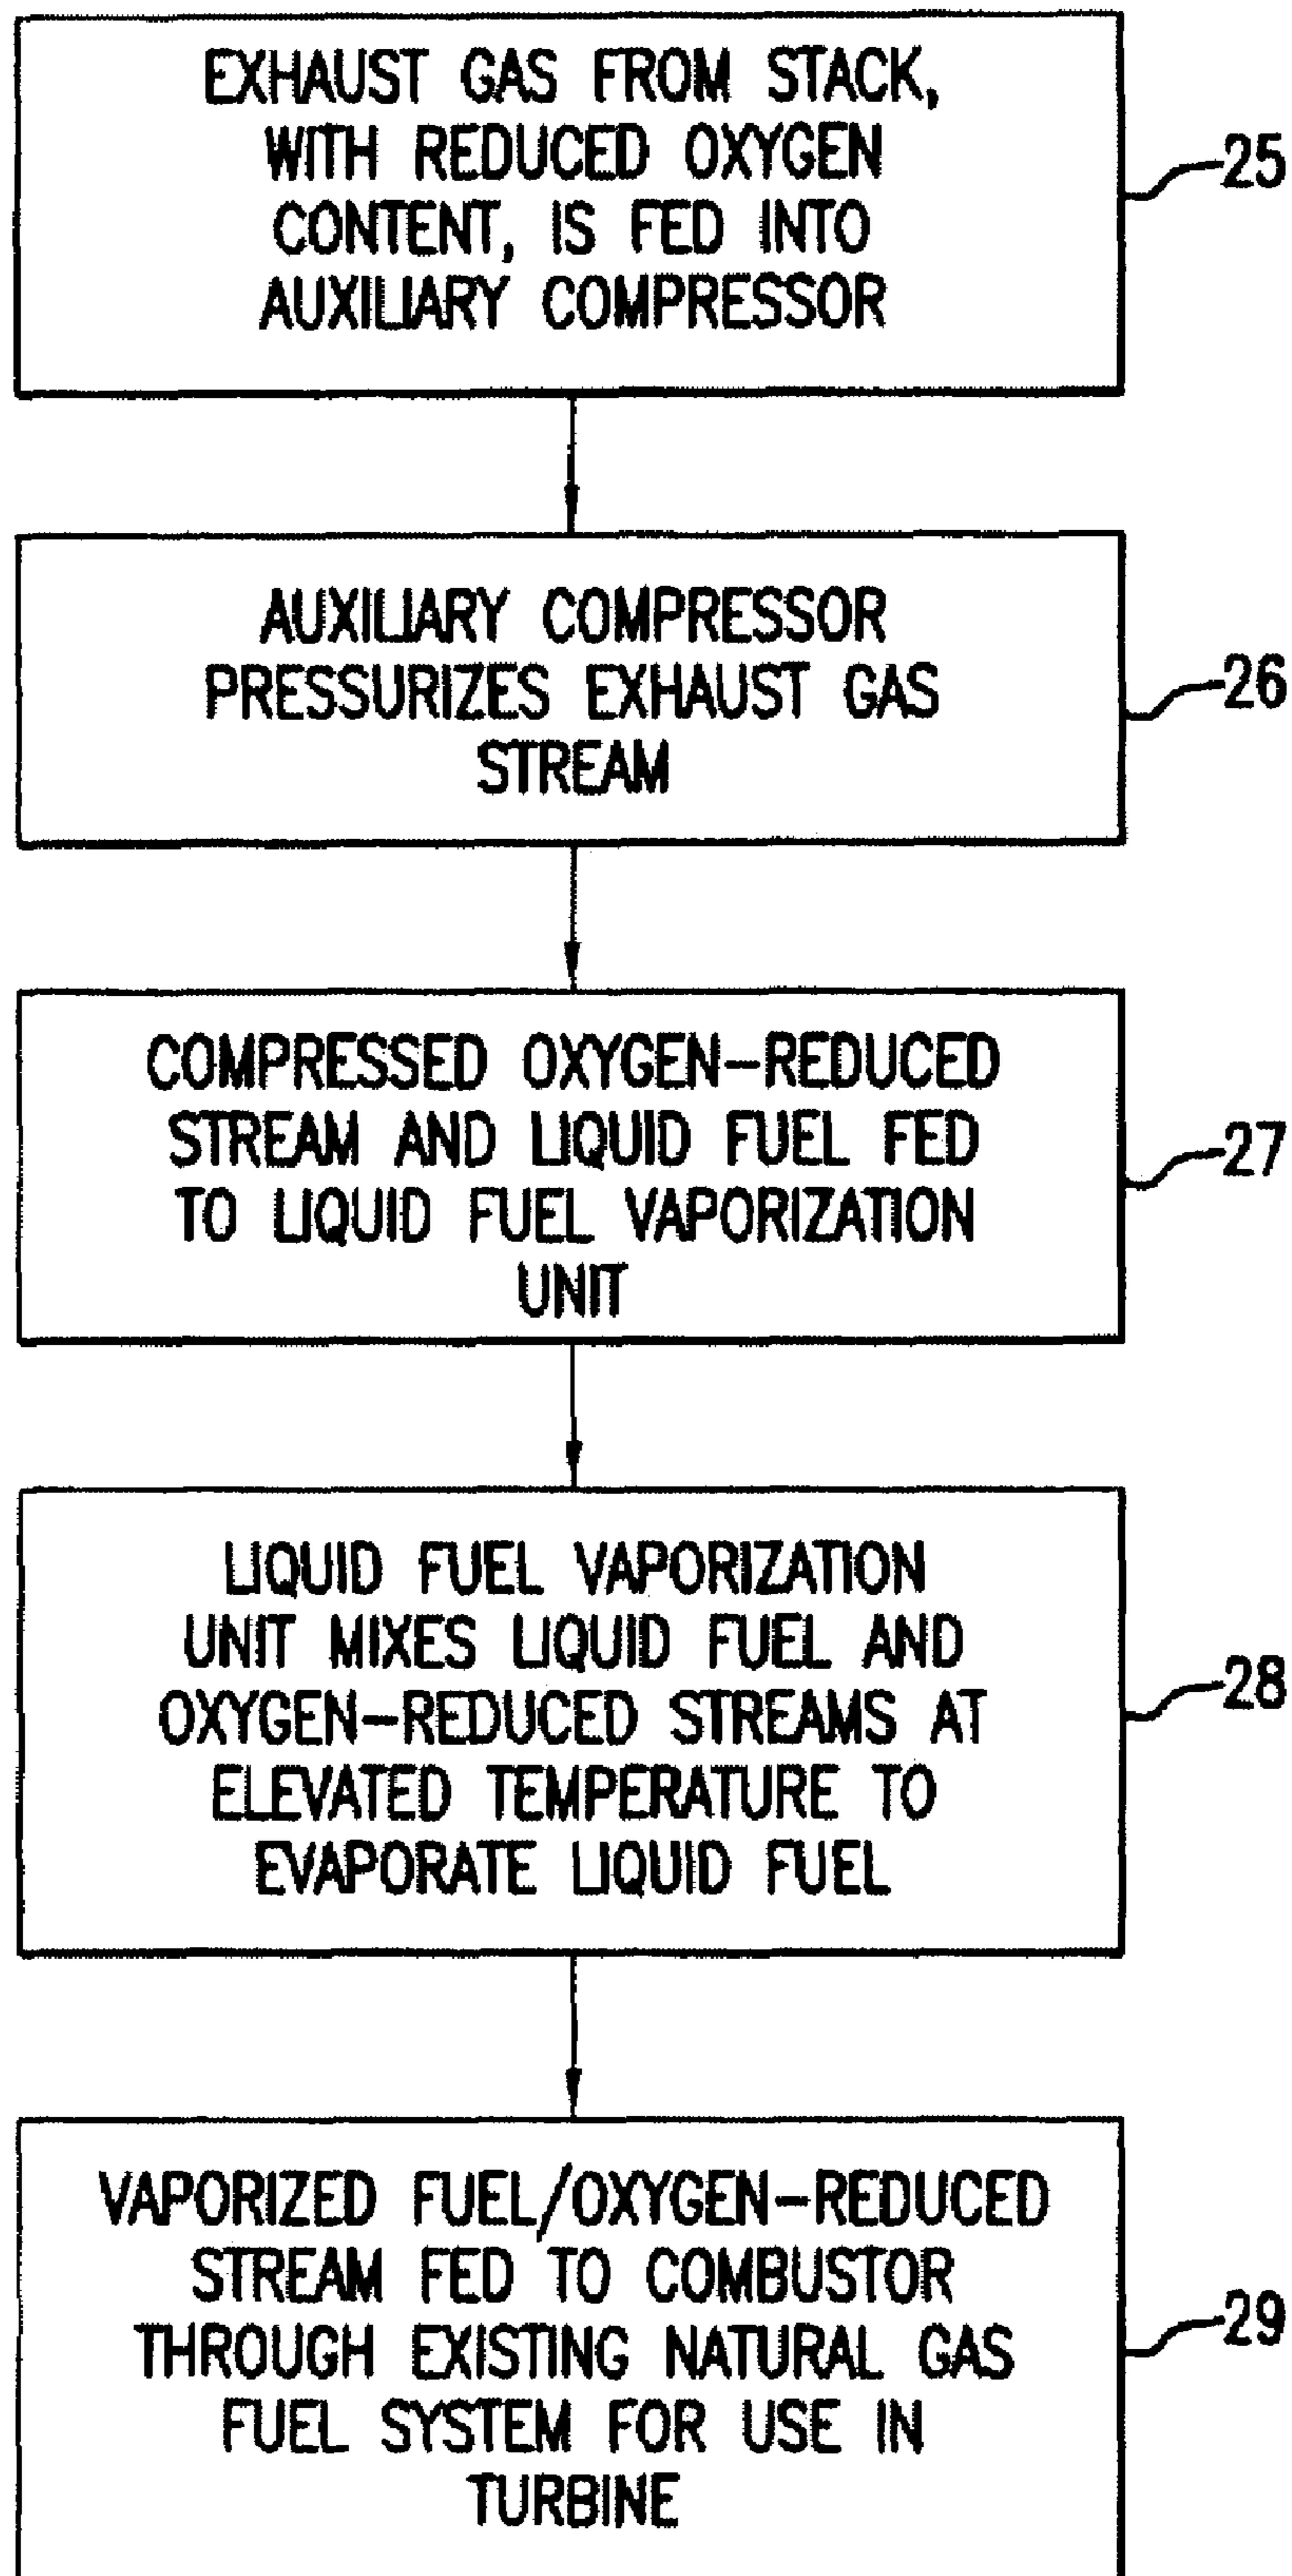 EXHAUST GAS FROM STACK,
WITH REDUCED OXYGEN
CONTENT, IS FED INTO
AUXILIARY COMPRESSOR
25
AUXILIARY COMPRESSOR
PRESSURIZES EXHAUST GAS
STREAM
26
COMPRESSED OXYGEN-REDUCED
STREAM AND LIQUID FUEL FED
TO LIQUID FUEL VAPORIZATION
UNIT
27
LIQUID FUEL VAPORIZATION
UNIT MIXES LIQUID FUEL AND
OXYGEN-REDUCED STREAMS AT
ELEVATED TEMPERATURE TO
EVAPORATE LIQUID FUEL
28
VAPORIZED FUEL/OXYGEN-REDUCED
STREAM FED TO COMBUSTOR
THROUGH EXISTING NATURAL GAS
FUEL SYSTEM FOR USE IN
TURBINE
29